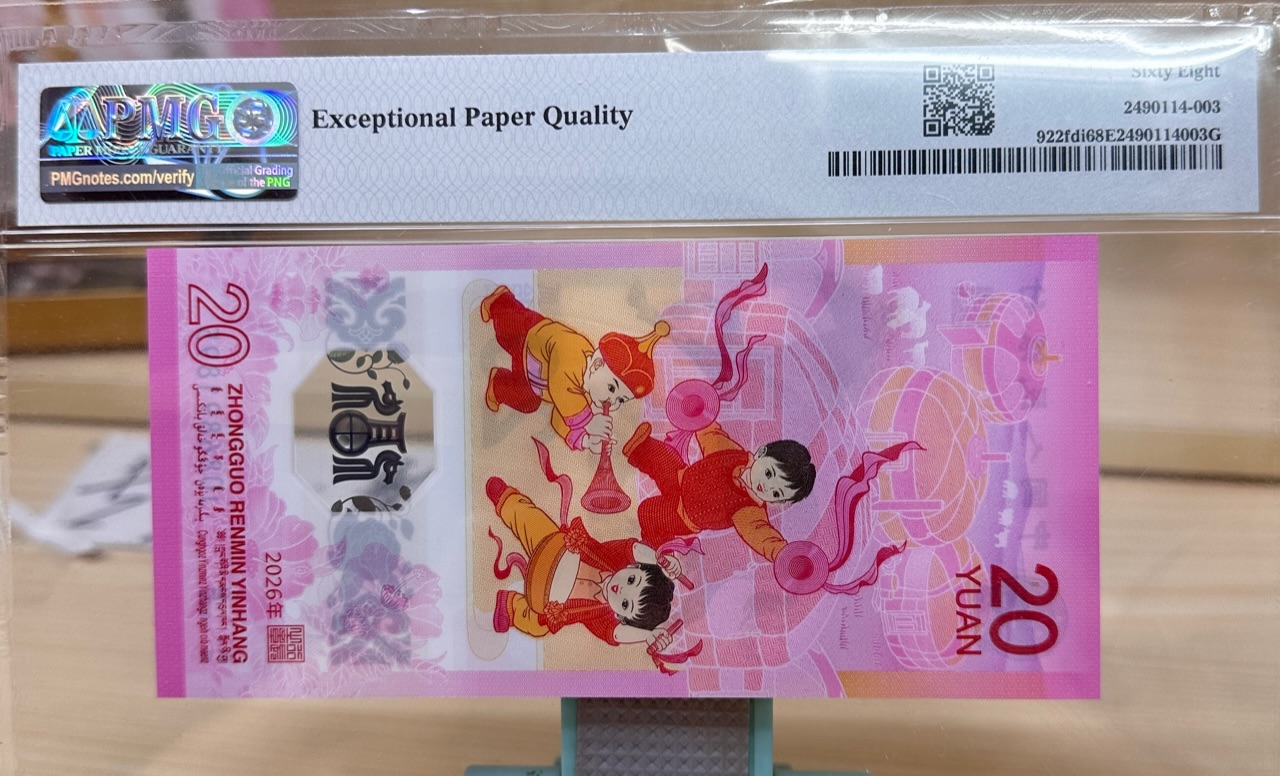 PMG
PAPER MONEY GUARANTY
PMGnotes.com/verify
Official Grading
Service of the PNG
Exceptional Paper Quality
Sixty Eight
2490114-003
922fdi68E2490114003G
20
ZHONGGUO RENMIN YINHANG
2026年
福
20
YUAN